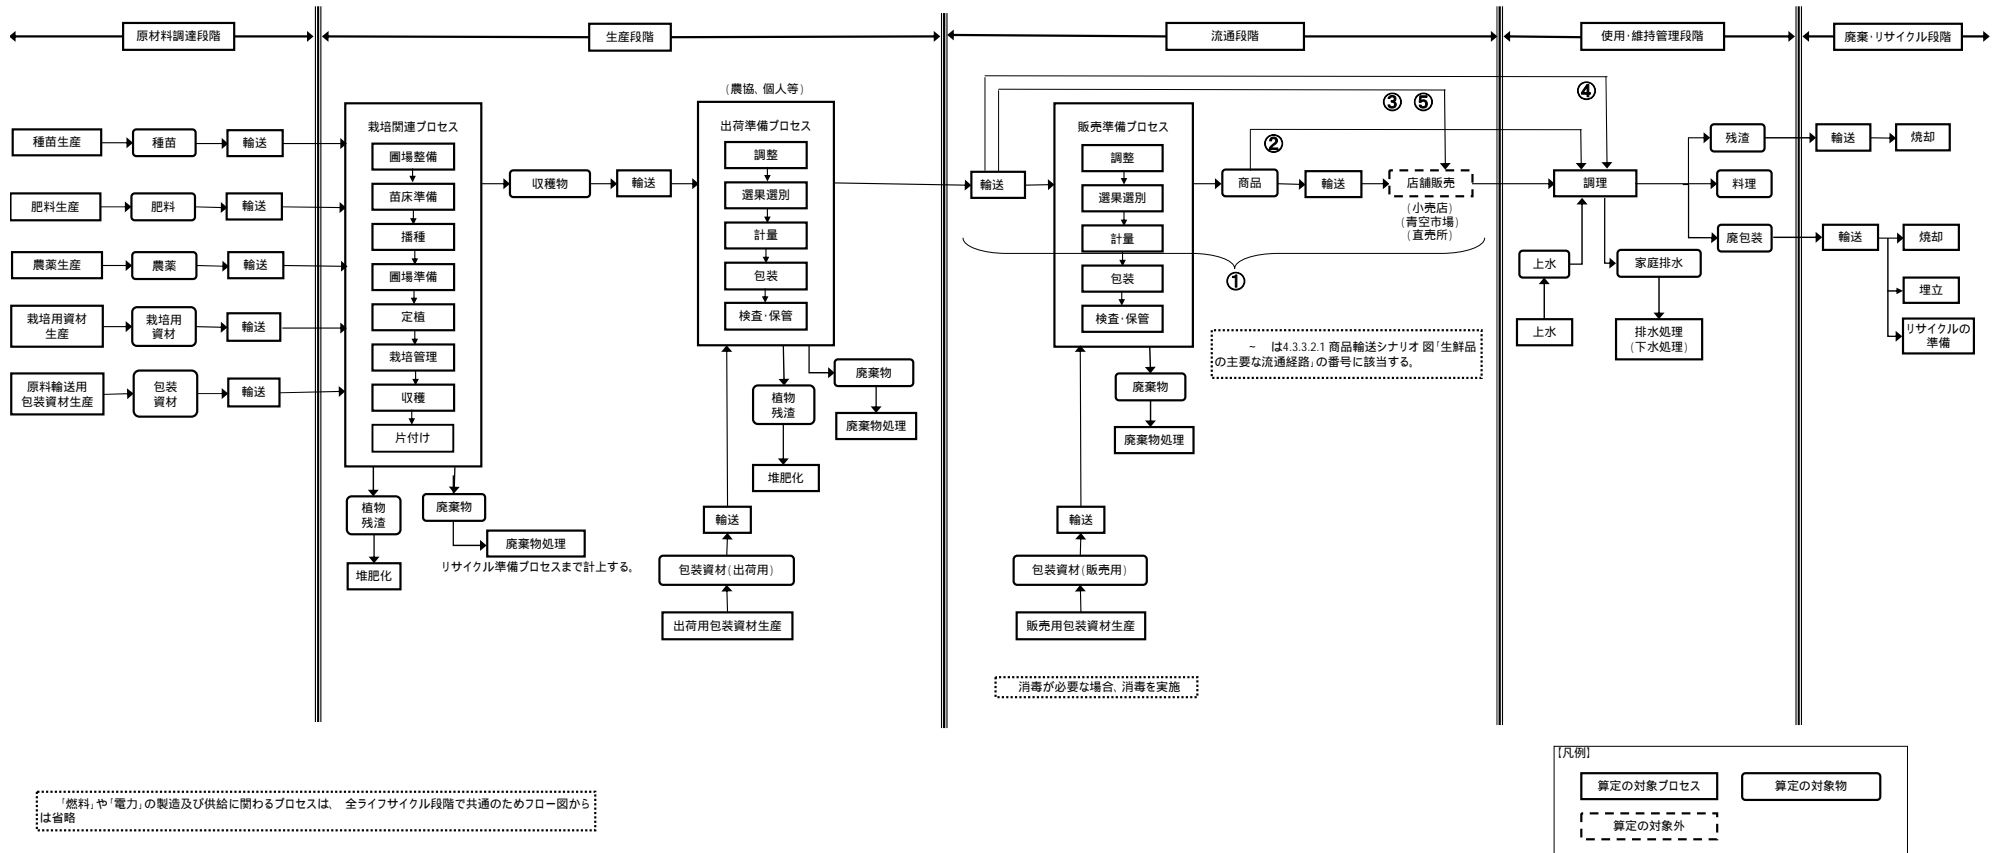 原材料調達段階
生産段階
流通段階
使用・維持管理段階
廃棄・リサイクル段階
種苗生産
種苗
輸送
肥料生産
肥料
輸送
農薬生産
農薬
輸送
栽培用資材
生産
栽培用
資材
輸送
原料輸送用
包装資材生産
包装
資材
輸送
栽培関連プロセス
圃場整備
苗床準備
播種
圃場準備
定植
栽培管理
収穫
片付け
植物
残渣
堆肥化
廃棄物
廃棄物処理
リサイクル準備プロセスまで計上する。
収穫物
輸送
(農協、個人等)
出荷準備プロセス
調整
選果選別
計量
包装
検査・保管
植物
残渣
堆肥化
廃棄物
廃棄物処理
輸送
包装資材(出荷用)
出荷用包装資材生産
輸送
販売準備プロセス
調整
選果選別
計量
包装
検査・保管
廃棄物
廃棄物処理
輸送
包装資材(販売用)
販売用包装資材生産
消毒が必要な場合、消毒を実施
商品
輸送
店舗販売
(小売店)
(青空市場)
(直売所)
①
②
③ ⑤
④
~ は4.3.3.2.1 商品輸送シナリオ 図「生鮮品
の主要な流通経路」の番号に該当する。
調理
上水
上水
家庭排水
排水処理
(下水処理)
残渣
料理
廃包装
輸送
焼却
輸送
焼却
埋立
リサイクルの
準備
「燃料」や「電力」の製造及び供給に関わるプロセスは、 全ライフサイクル段階で共通のためフロー図から
は省略
【凡例】
算定の対象プロセス
算定の対象物
算定の対象外